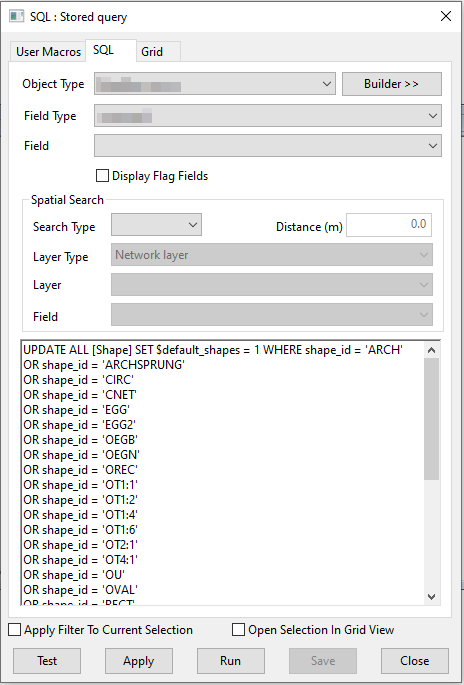 SQL : Stored query
User Macros SQL Grid
Object Type Builder >>
Field Type
Field
Display Flag Fields
Spatial Search
Search Type Distance (m) 0.0
Layer Type Network layer
Layer
Field
UPDATE ALL [Shape] SET $default_shapes = 1 WHERE shape_id = 'ARCH'
OR shape_id = 'ARCHSPRUNG'
OR shape_id = 'CIRC'
OR shape_id = 'CNET'
OR shape_id = 'EGG'
OR shape_id = 'EGG2'
OR shape_id = 'OEGB'
OR shape_id = 'OEGN'
OR shape_id = 'OREC'
OR shape_id = 'OT1:1'
OR shape_id = 'OT1:2'
OR shape_id = 'OT1:4'
OR shape_id = 'OT1:6'
OR shape_id = 'OT2:1'
OR shape_id = 'OT4:1'
OR shape_id = 'OU'
OR shape_id = 'OVAL'
OR shape_id = 'RECT'
Apply Filter To Current Selection Open Selection In Grid View
Test Apply Run Save Close